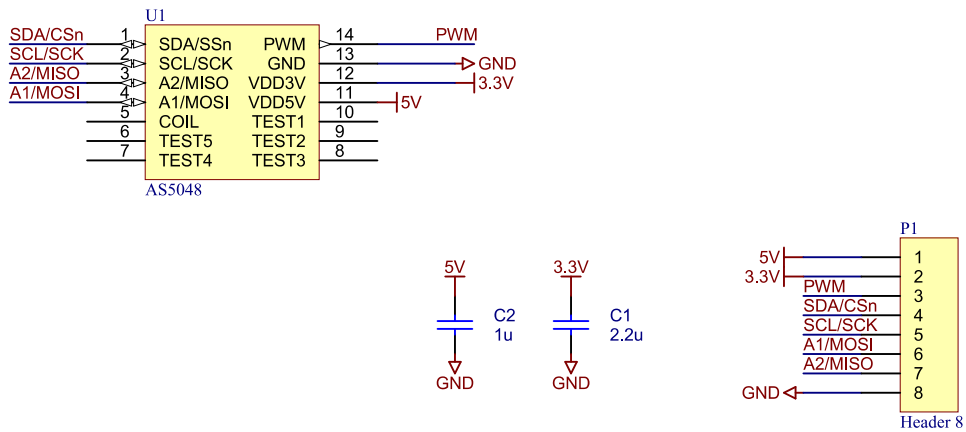 U1
SDA/CSn 1 SDA/SSn PWM 14 PWM
SCL/SCK 2 SCL/SCK GND 13 GND
A2/MISO 3 A2/MISO VDD3V 12 3.3V
A1/MOSI 4 A1/MOSI VDD5V 11 5V
5 COIL TEST1 10
6 TEST5 TEST2 9
7 TEST4 TEST3 8
AS5048
5V
C2
1u
GND
3.3V
C1
2.2u
GND
P1
5V 1
3.3V 2
PWM 3
SDA/CSn 4
SCL/SCK 5
A1/MOSI 6
A2/MISO 7
GND 8
Header 8